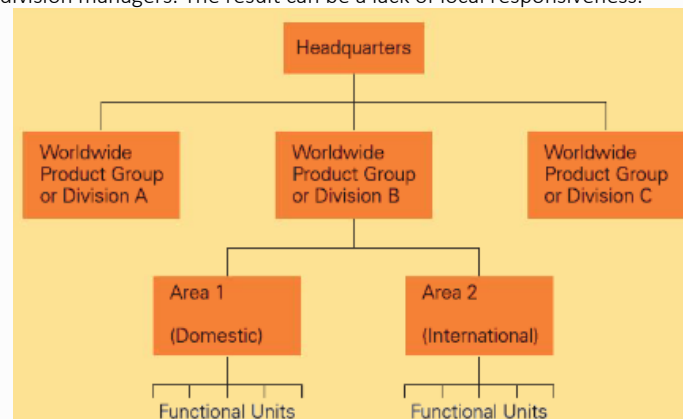 division managers. The result can be a lack of local responsiveness.
Headquarters
Worldwide
Product Group
or Division A
Worldwide
Product Group
or Division B
Worldwide
Product Group
or Division C
Area 1
(Domestic)
Area 2
(International)
Functional Units
Functional Units